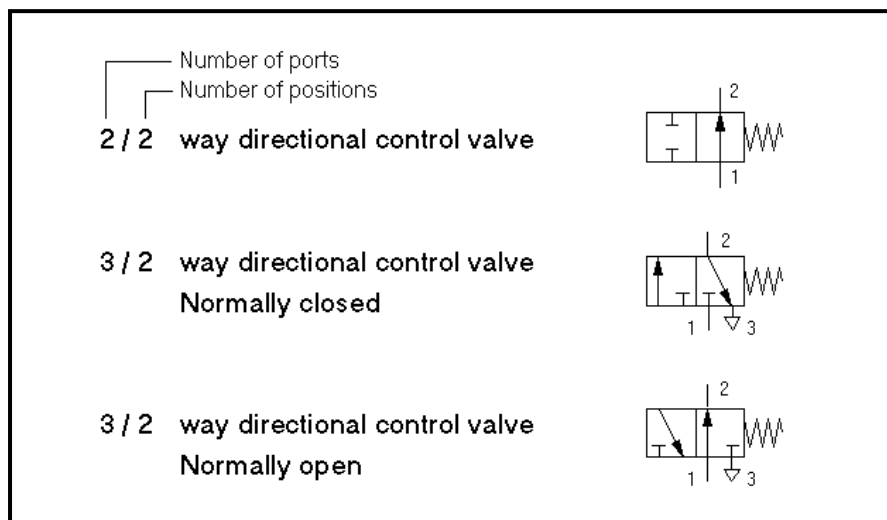 Number of ports
Number of positions
2 / 2 way directional control valve
2
1
3 / 2 way directional control valve
Normally closed
2
1
3
3 / 2 way directional control valve
Normally open
2
1
3